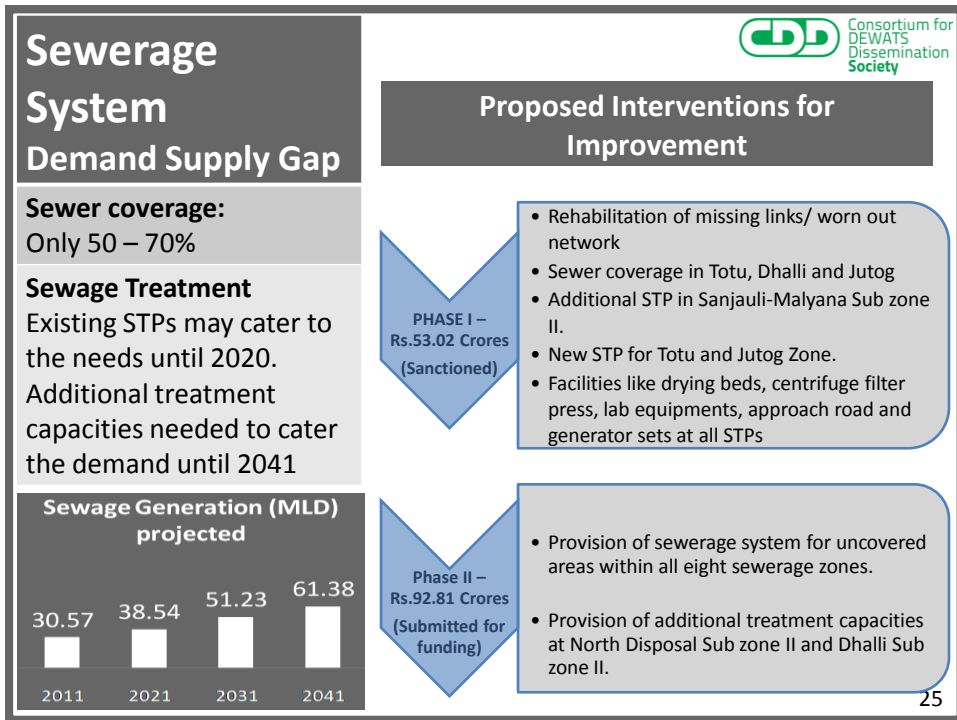 Sewerage
System
Demand Supply Gap
Sewer coverage:
Only 50 – 70%
Sewage Treatment
Existing STPs may cater to
the needs until 2020.
Additional treatment
capacities needed to cater
the demand until 2041
Sewage Generation (MLD)
projected
30.57 38.54 51.23 61.38
2011 2021 2031 2041
CDD
Consortium for
DEWATS
Dissemination
Society
Proposed Interventions for
Improvement
PHASE I –
Rs.53.02 Crores
(Sanctioned)
• Rehabilitation of missing links/ worn out
network
• Sewer coverage in Totu, Dhalli and Jutog
• Additional STP in Sanjauli-Malyana Sub zone
II.
• New STP for Totu and Jutog Zone.
• Facilities like drying beds, centrifuge filter
press, lab equipments, approach road and
generator sets at all STPs
Phase II –
Rs.92.81 Crores
(Submitted for
funding)
• Provision of sewerage system for uncovered
areas within all eight sewerage zones.
• Provision of additional treatment capacities
at North Disposal Sub zone II and Dhalli Sub
zone II.
25